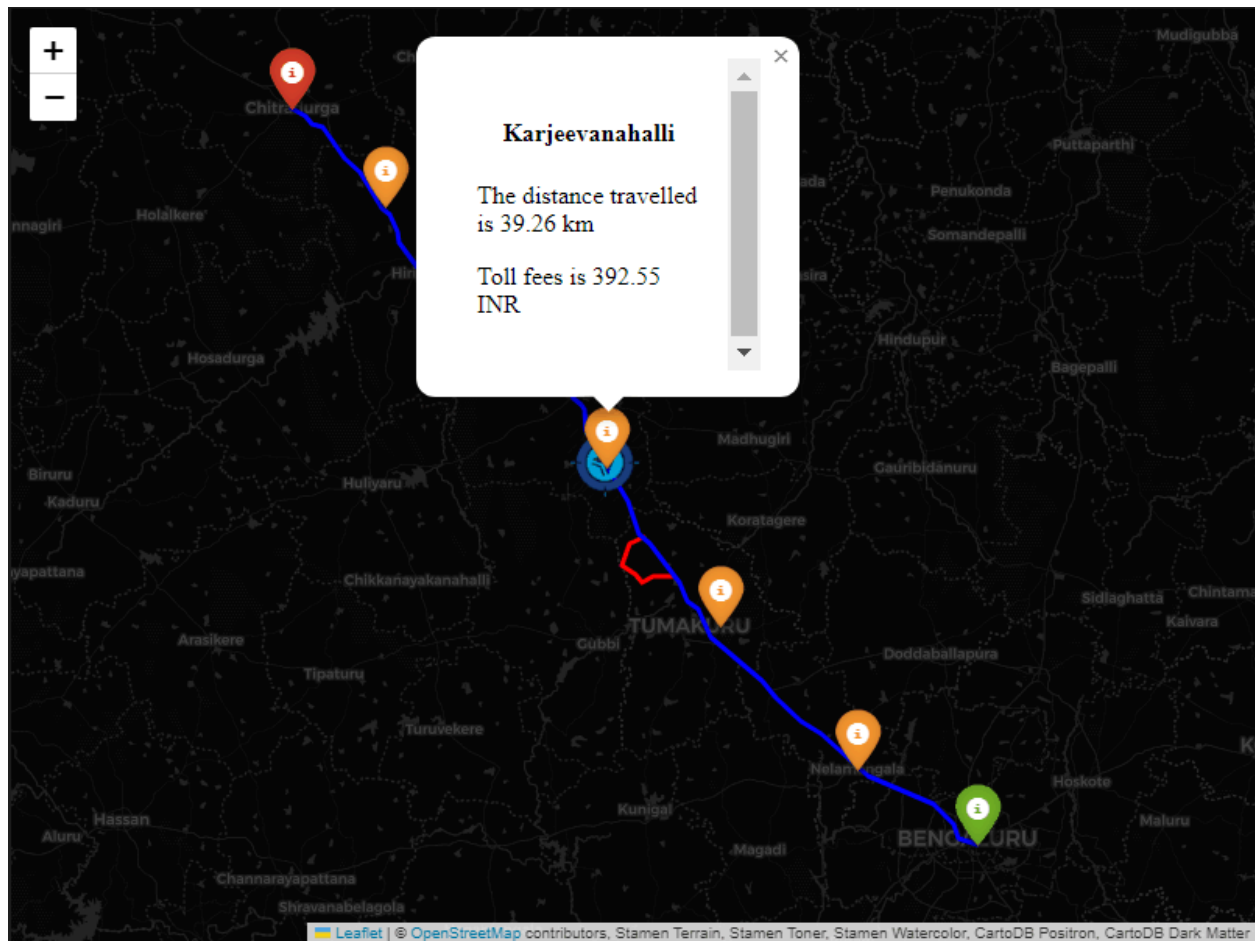 +
−
×
Karjeevanahalli
The distance travelled
is 39.26 km
Toll fees is 392.55
INR
Mudigubba
Puttaparthi
Penukonda
Holalkere
Somandepalli
Hosadurga
Hindupur
Bagepalli
Madhugiri
Biruru
Huliyaru
Gauribidanuru
Kaduru
Koratagere
yapattana
Chikkanayakanahalli
Sidlaghatta
Chintama
Kaivara
TUMAKURU
Arasikere
Gubbi
Doddaballapura
Tipaturu
Turuvekere
Hoskote
Hassan
Kunigal
Maluru
Aluru
Magadi
Channarayapattana
Shravanabelagola
Leaflet | © OpenStreetMap contributors, Stamen Terrain, Stamen Toner, Stamen Watercolor, CartoDB Positron, CartoDB Dark Matter